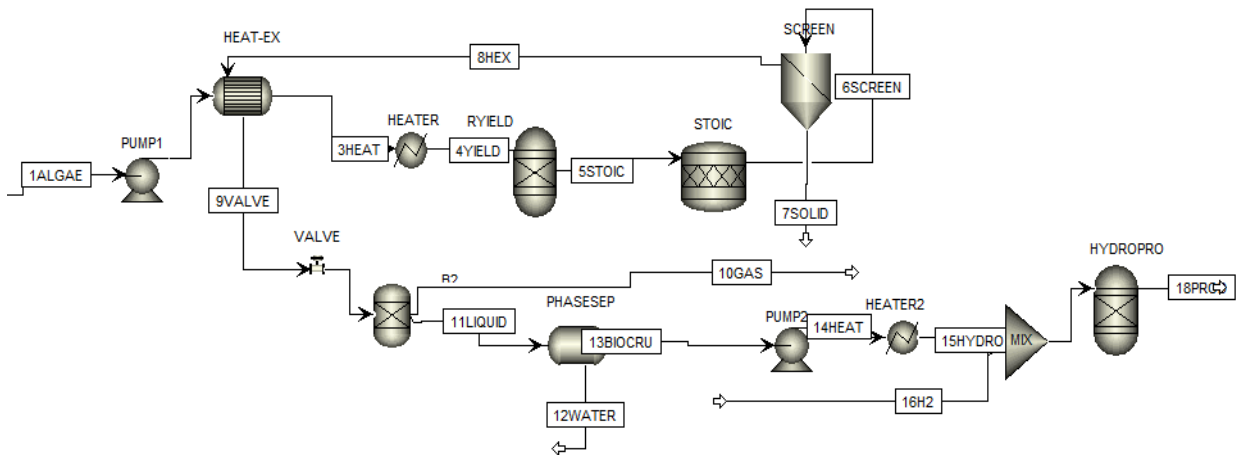 SCREEN
HEAT-EX
8HEX
6SCREEN
PUMP1
HEATER
RYIELD
STOIC
3HEAT
4YIELD
5STOIC
1ALGAE
9VALVE
7SOLID
VALVE
HYDROPRO
10GAS
B2
PHASESEP
18PROD
11LIQUID
13BIOCRU
PUMP2
14HEAT
HEATER2
15HYDRO
MIX
16H2
12WATER